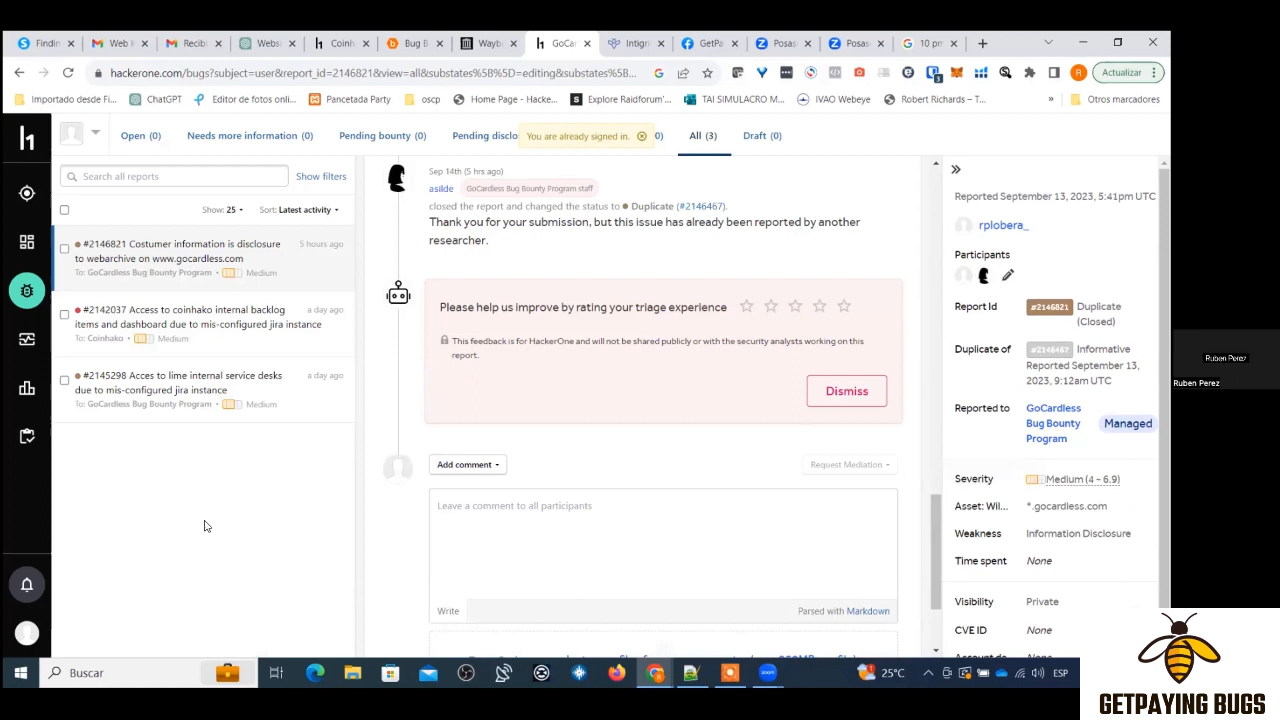 Findin
Web H
Recib
Webs
Coinh
Bug B
Wayb
GoCar
Intigri
GetPa
Posas
Posas
10 pm
hackerone.com/bugs?subject=user&report_id=2146821&view=all&substates%5B%5D=editing&substates%5B%5D=...
Actualizar
Importado desde Fi...
ChatGPT
Editor de fotos onli...
Pancetada Party
oscp
Home Page - Hacke...
Explore Raidforum'...
TAI SIMULACRO M...
IVAO Webeye
Robert Richards – T...
»
Otros marcadores
Open (0)
Needs more information (0)
Pending bounty (0)
Pending disclo
You are already signed in.
0)
All (3)
Draft (0)
Search all reports
Show filters
Show: 25
Sort: Latest activity
#2146821 Costumer information is disclosure
to webarchive on www.gocardless.com
5 hours ago
To: GoCardless Bug Bounty Program • Medium
#2142037 Access to coinhako internal backlog
items and dashboard due to mis-configured jira instance
a day ago
To: Coinhako • Medium
#2145298 Acces to lime internal service desks
due to mis-configured jira instance
a day ago
To: GoCardless Bug Bounty Program • Medium
Sep 14th (5 hrs ago)
asilde GoCardless Bug Bounty Program staff
closed the report and changed the status to • Duplicate (#2146467).
Thank you for your submission, but this issue has already been reported by another
researcher.
Please help us improve by rating your triage experience
This feedback is for HackerOne and will not be shared publicly or with the security analysts working on this
report.
Dismiss
Add comment
Request Mediation
Leave a comment to all participants
Write
Parsed with Markdown
Reported September 13, 2023, 5:41pm UTC
rplobera_
Participants
Report Id
#2146821 Duplicate
(Closed)
Duplicate of
#2146467 Informative
Reported September 13,
2023, 9:12am UTC
Reported to
GoCardless
Bug Bounty
Program
Managed
Severity
Medium (4 ~ 6.9)
Asset: Wil...
*.gocardless.com
Weakness
Information Disclosure
Time spent
None
Visibility
Private
CVE ID
None
Ruben Perez
Ruben Perez
Buscar
25°C
ESP
GETPAYING BUGS